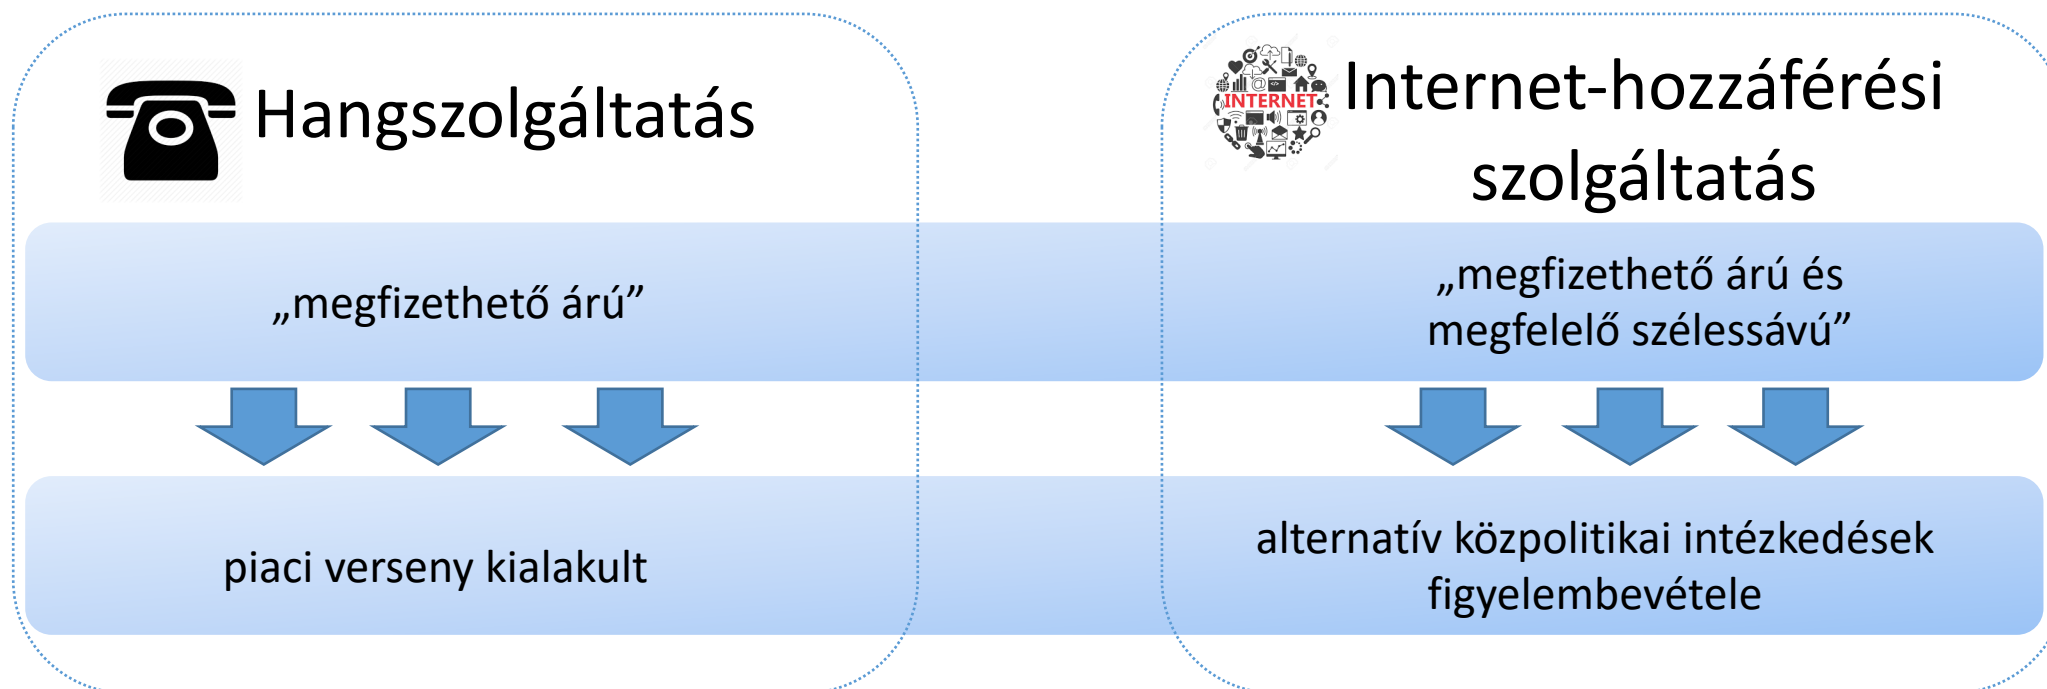 Hangszolgáltatás
„megfizethető árú”
piaci verseny kialakult
INTERNET
Internet-hozzáférési
szolgáltatás
„megfizethető árú és
megfelelő szélessávú”
alternatív közpolitikai intézkedések
figyelembevétele